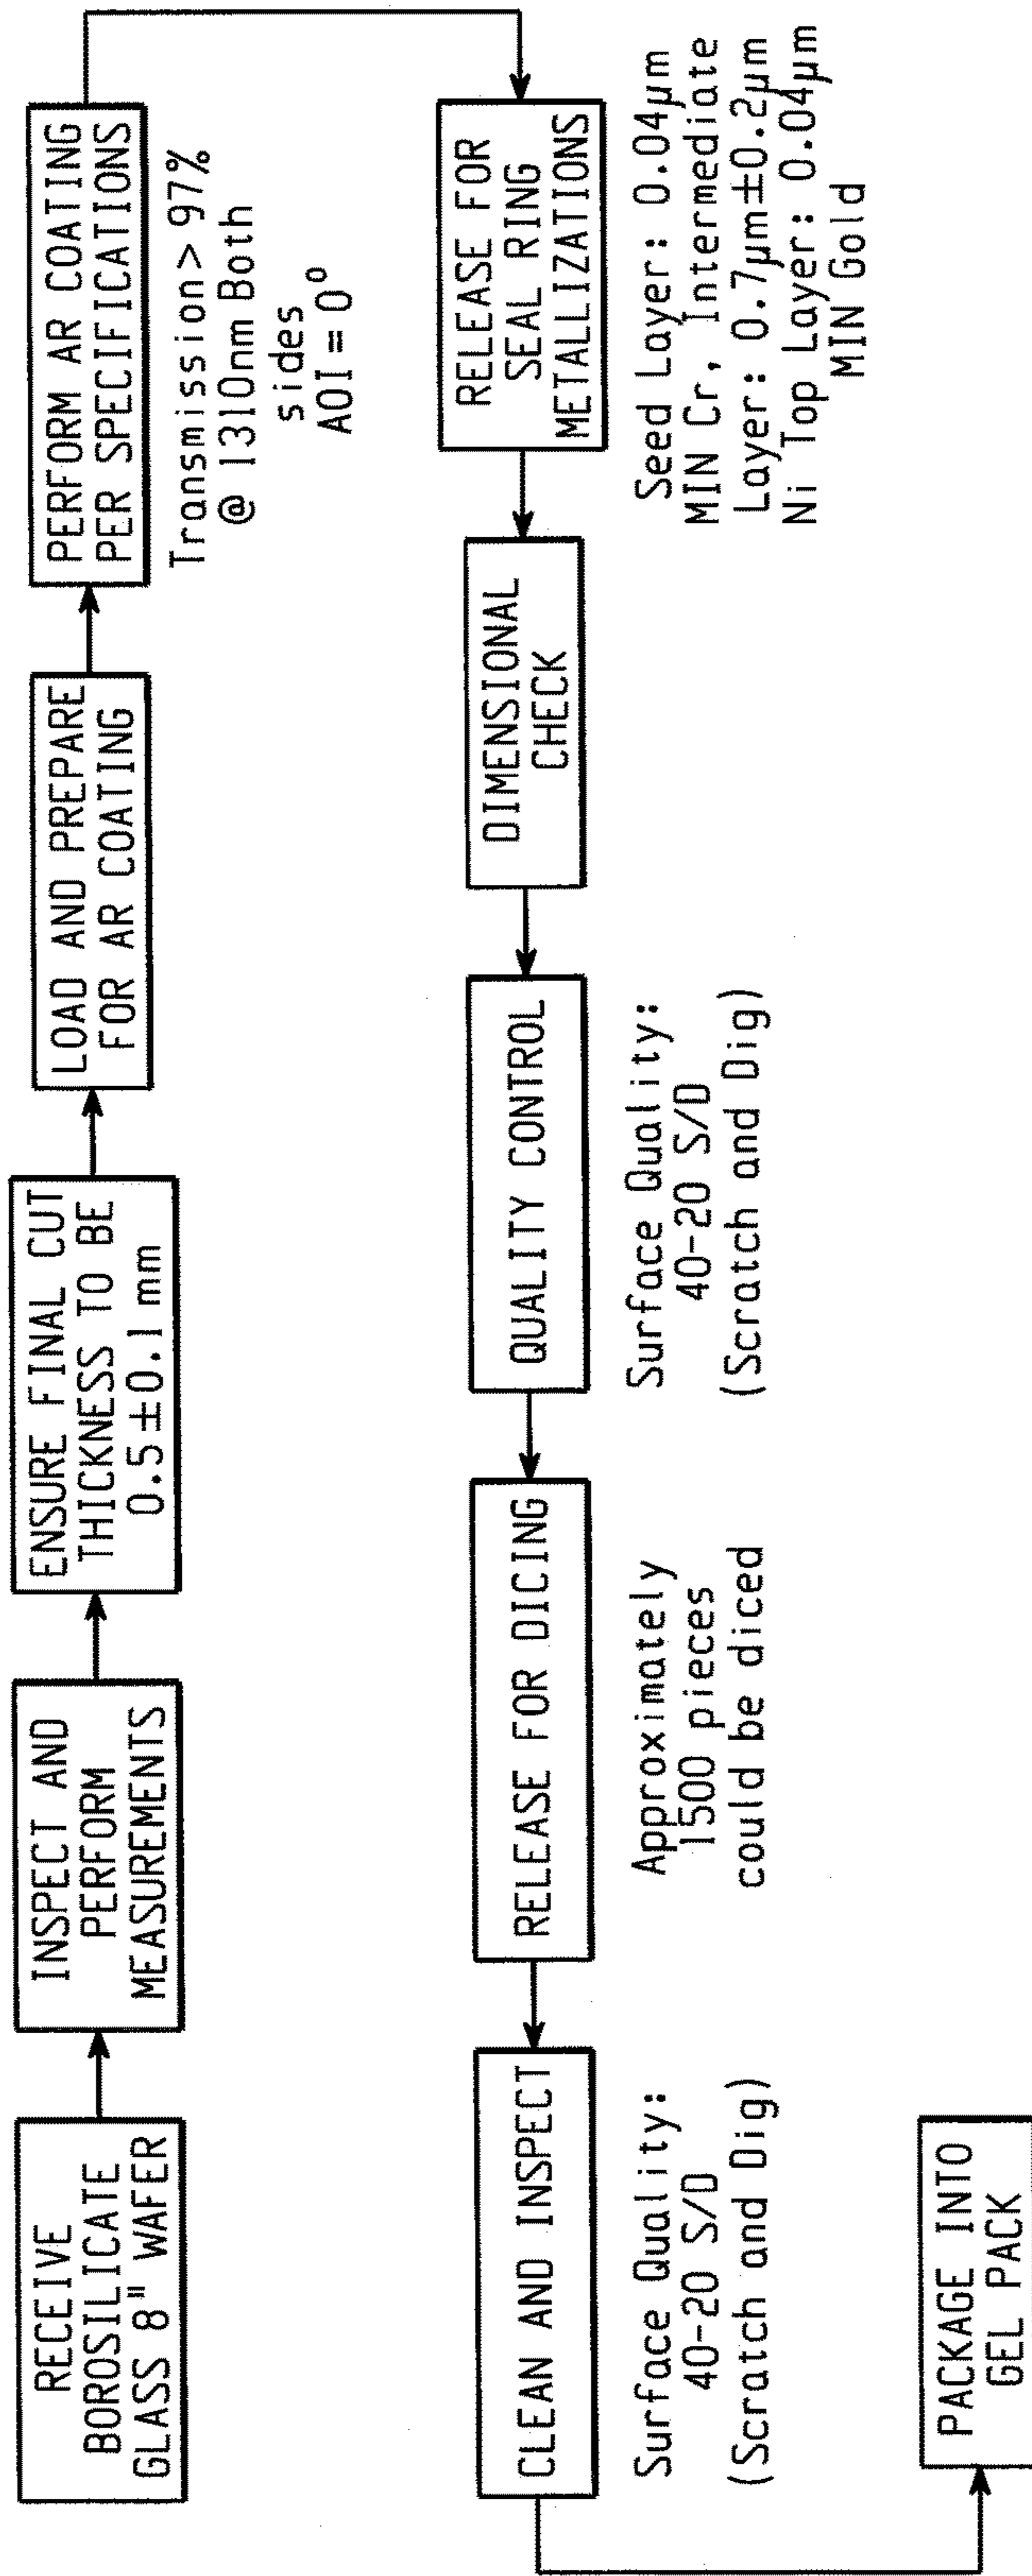 RECEIVE
BOROSILICATE
GLASS 8" WAFER
INSPECT AND
PERFORM
MEASUREMENTS
ENSURE FINAL CUT
THICKNESS TO BE
0.5±0.1 mm
LOAD AND PREPARE
FOR AR COATING
PERFORM AR COATING
PER SPECIFICATIONS
Transmission> 97%
@ 1310nm Both
sides
AOI = 0°
RELEASE FOR
SEAL RING
METALLIZATIONS
Seed Layer: 0.04µm
MIN Cr, Intermediate
Layer: 0.7µm±0.2µm
Ni Top Layer: 0.04µm
MIN Gold
DIMENSIONAL
CHECK
QUALITY CONTROL
Surface Quality:
40-20 S/D
(Scratch and Dig)
RELEASE FOR DICING
Approximately
1500 pieces
could be diced
CLEAN AND INSPECT
Surface Quality:
40-20 S/D
(Scratch and Dig)
PACKAGE INTO
GEL PACK